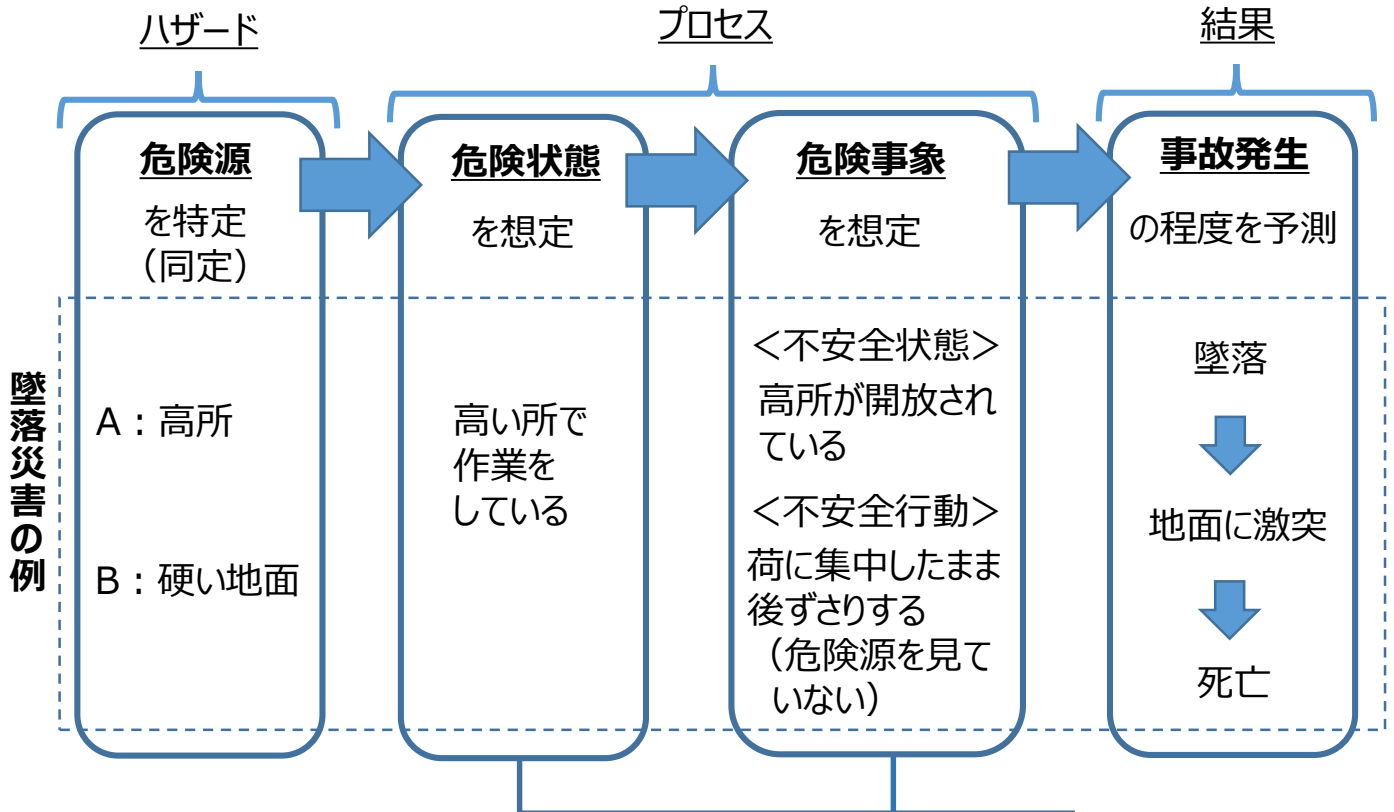 ハザード
プロセス
結果
危険源
を特定
（同定）
危険状態
を想定
危険事象
を想定
事故発生
の程度を予測
墜落災害の例
A：高所
B：硬い地面
高い所で
作業を
している
＜不安全状態＞
高所が開放され
ている
＜不安全行動＞
荷に集中したまま
後ずさりする
（危険源を見て
いない）
墜落
地面に激突
死亡